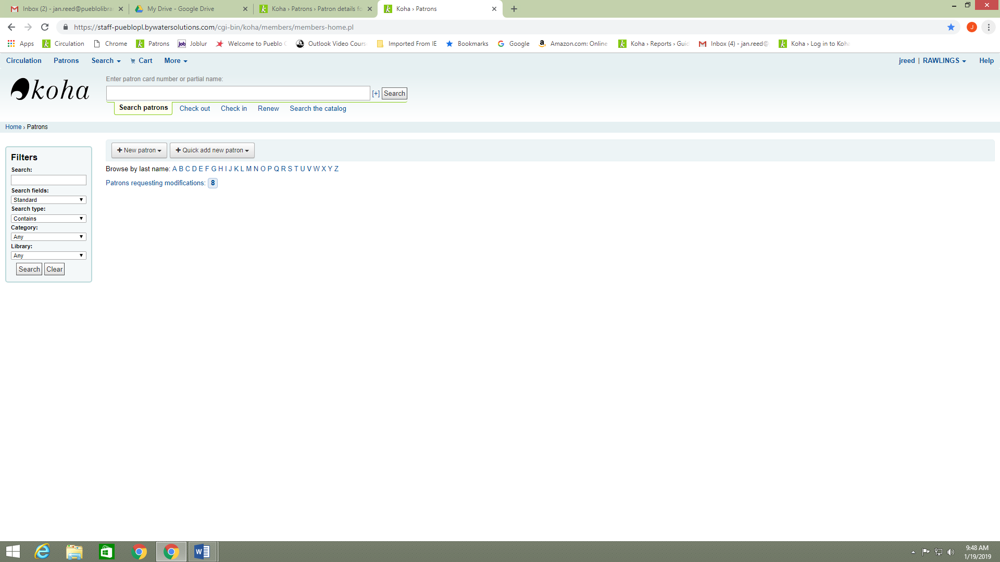 Inbox (2) - jan.reed@pueblolibra
My Drive - Google Drive
Koha › Patrons › Patron details fo
Koha › Patrons
https://staff-pueblopl.bywatersolutions.com/cgi-bin/koha/members/members-home.pl
J
Apps
Circulation
Chrome
Patrons
job Joblur
Welcome to Pueblo C
Outlook Video Cours
Imported From IE
Bookmarks
Google
Amazon.com: Online
Koha › Reports › Guid
Inbox (4) - jan.reed@
Koha › Log in to Koha
Circulation Patrons Search Cart More jreed | RAWLINGS Help
Enter patron card number or partial name:
koha
[+] Search
Search patrons Check out Check in Renew Search the catalog
Home › Patrons
+ New patron + Quick add new patron
Filters
Search:
Search fields:
Standard
Search type:
Contains
Category:
Any
Library:
Any
Search Clear
Browse by last name: A B C D E F G H I J K L M N O P Q R S T U V W X Y Z
Patrons requesting modifications: 8
9:48 AM
1/19/2019